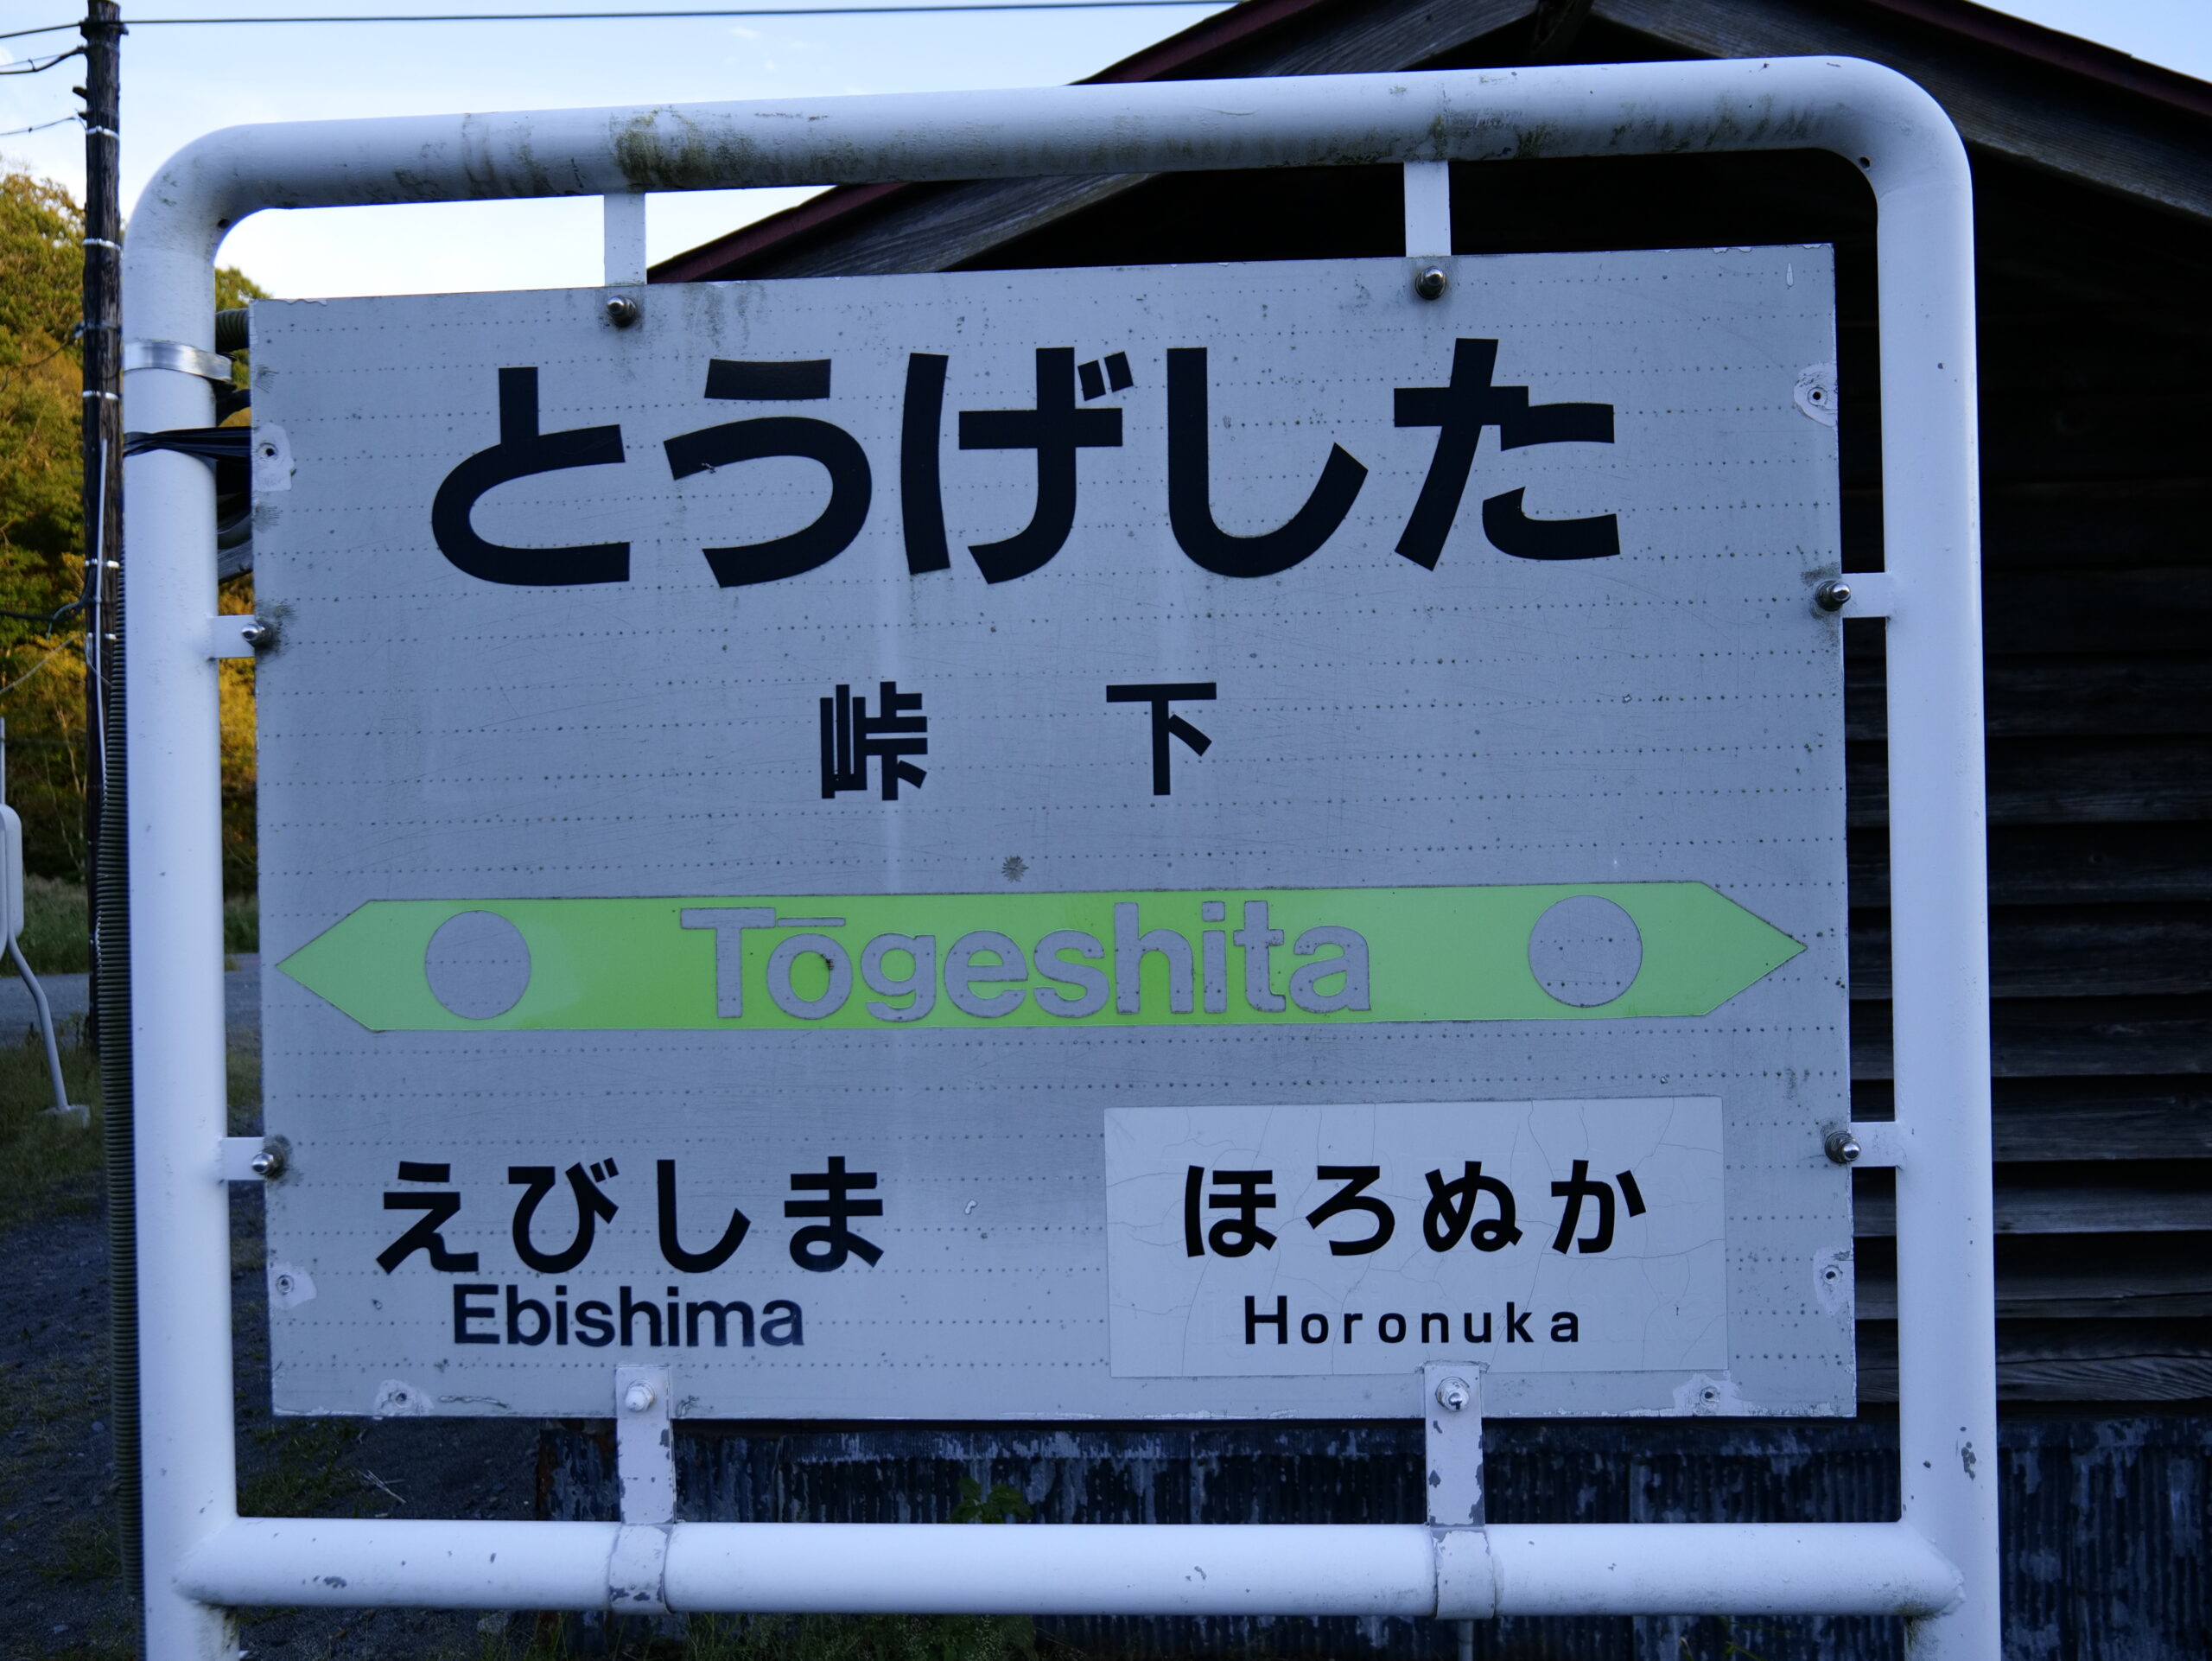 とうげした
峠下
Tōgeshita
えびしま ほろぬか
Ebishima Horonuka